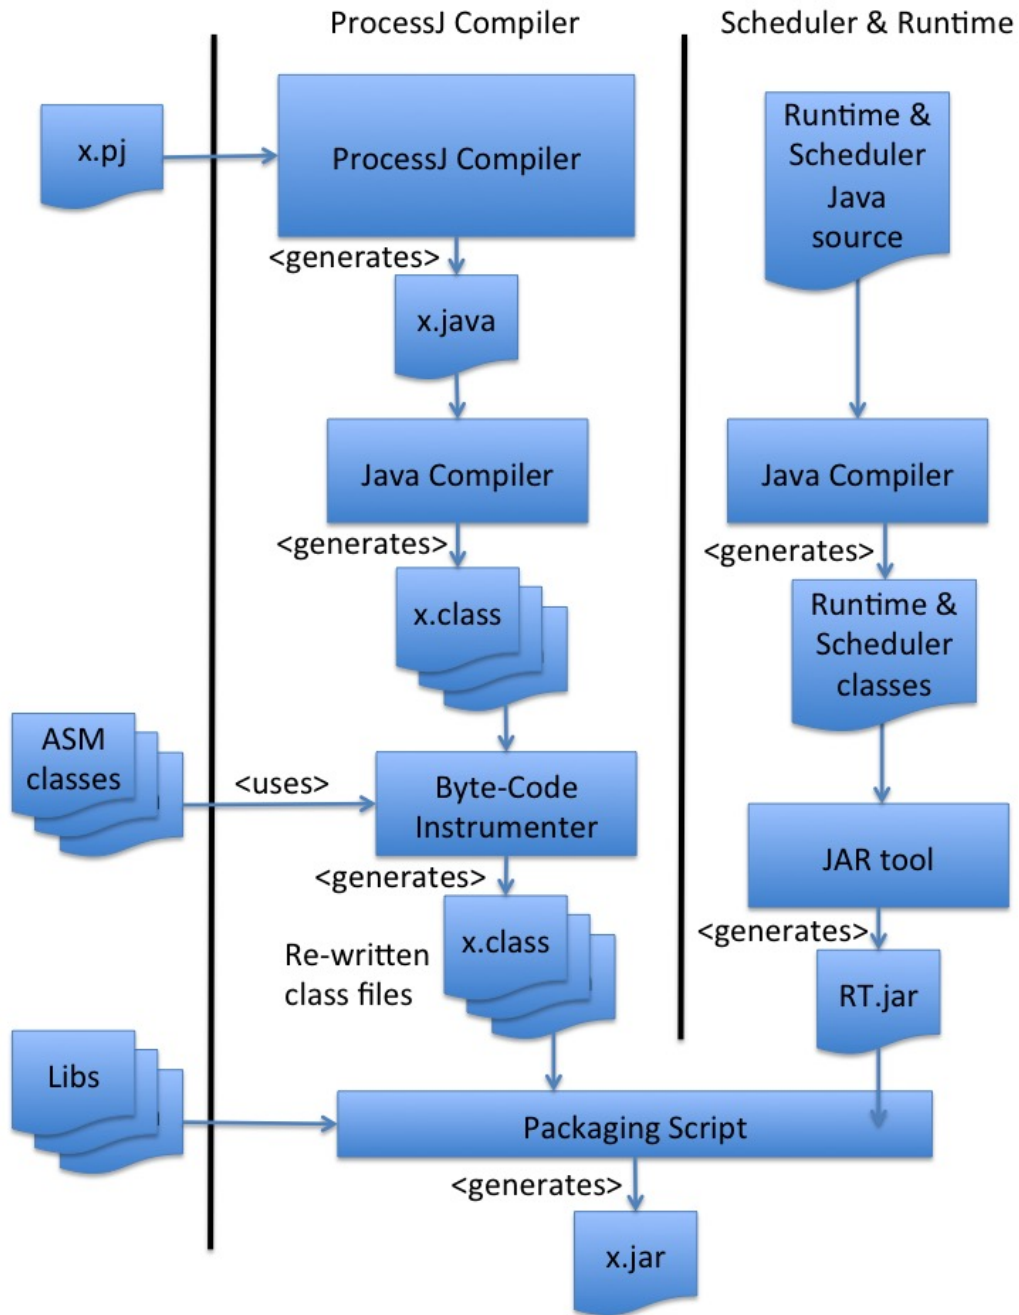 ProcessJ Compiler
Scheduler & Runtime
x.pj
ProcessJ Compiler
<generates>
x.java
Java Compiler
<generates>
x.class
ASM
classes
<uses>
Byte-Code
Instrumenter
<generates>
Re-written
class files
x.class
Libs
Runtime &
Scheduler
Java
source
Java Compiler
<generates>
Runtime &
Scheduler
classes
JAR tool
<generates>
RT.jar
Packaging Script
<generates>
x.jar